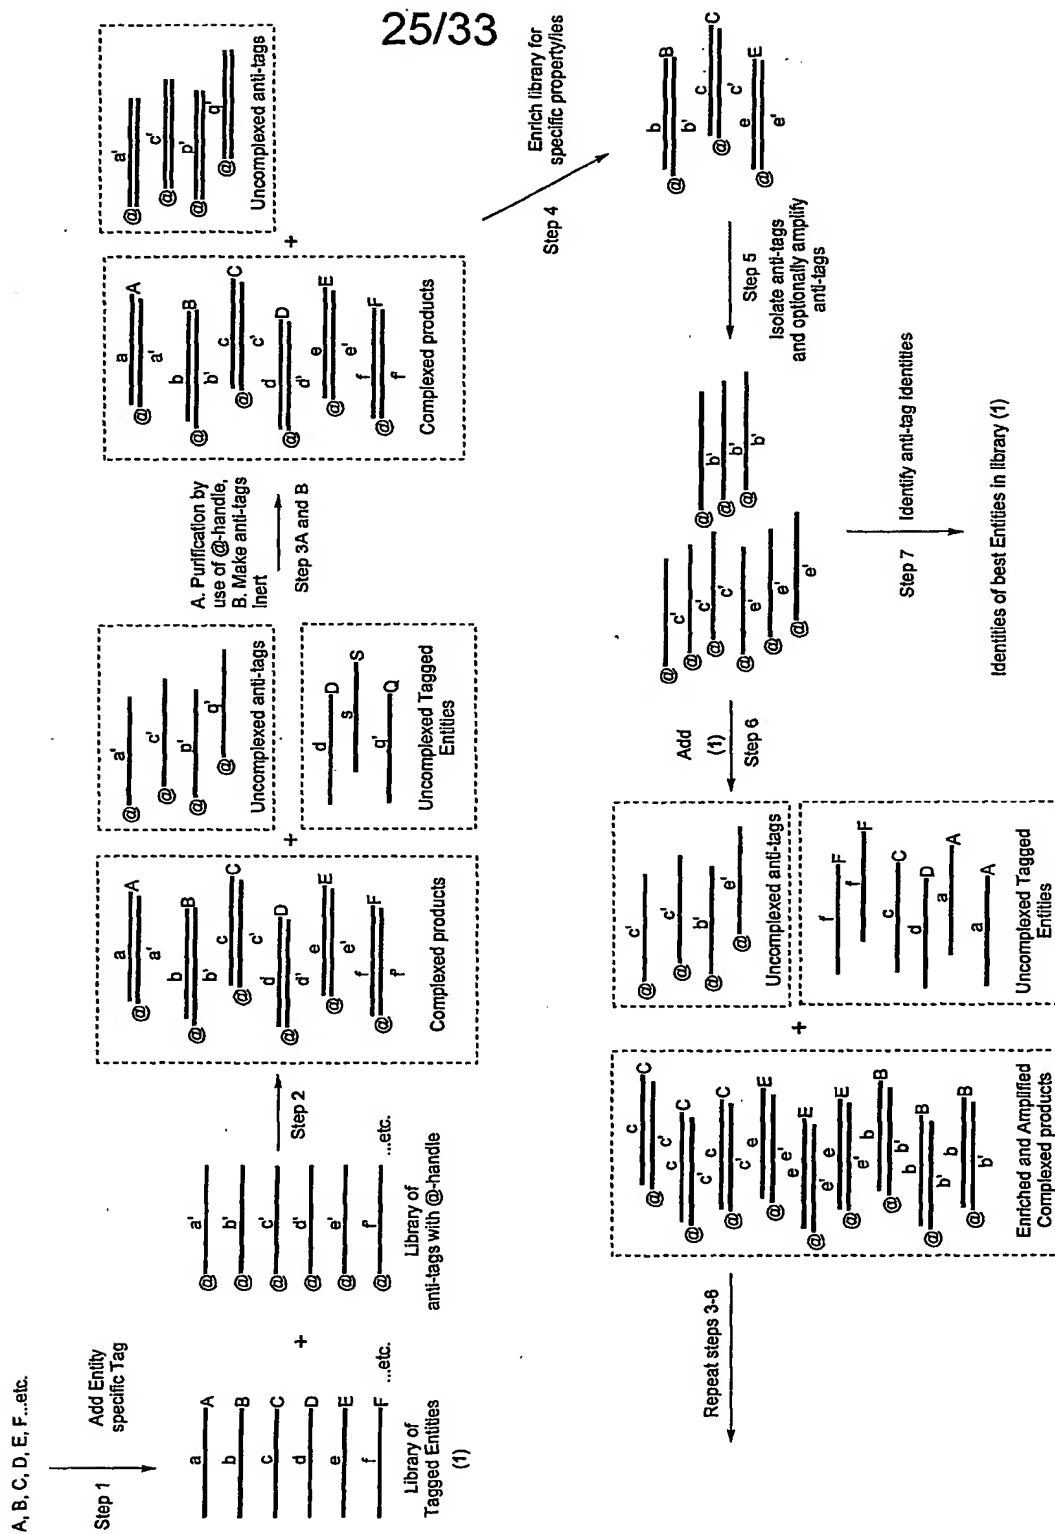 25/33
A, B, C, D, E, F...etc.
Step 1
Add Entity
specific Tag
a
A
b
B
c
C
d
D
e
E
f
F
...etc.
Library of
Tagged Entities
(1)
+
@
a'
@
b'
@
c'
@
d'
@
e'
@
f'
...etc.
Library of
anti-tags with @-handle
Step 2
a
A
@
a'
b
B
@
b'
c
C
@
c'
d
D
@
d'
e
E
@
e'
f
F
@
f'
Complexed products
+
@
a'
@
c'
@
p'
@
q'
Uncomplexed anti-tags
d
D
s
S
q'
Q
Uncomplexed Tagged
Entities
A. Purification by
use of @-handle,
B. Make anti-tags
Inert
Step 3A and B
a
A
@
a'
b
B
@
b'
c
C
@
c'
d
D
@
d'
e
E
@
e'
f
F
@
f'
Complexed products
+
@
a'
@
c'
@
p'
@
q'
Uncomplexed anti-tags
Step 4
Enrich library for
specific property/ies
b
B
@
b'
c
C
@
c'
e
E
@
e'
Step 5
Isolate anti-tags
and optionally amplify
anti-tags
@
c'
@
c'
@
c'
@
e'
@
e'
@
e'
@
b'
@
b'
@
b'
Step 7
Identify anti-tag Identities
Identities of best Entities in library (1)
Add
(1)
Step 6
@
c'
@
c'
@
b'
@
e'
Uncomplexed anti-tags
f
F
f
F
c
C
d
D
a
A
a
A
Uncomplexed Tagged
Entities
+
c
C
@
c'
c
C
@
c'
c
C
@
c'
e
E
@
e'
e
E
@
e'
e
E
@
e'
b
B
@
b'
b
B
@
b'
b
B
@
b'
Enriched and Amplified
Complexed products
Repeat steps 3-6